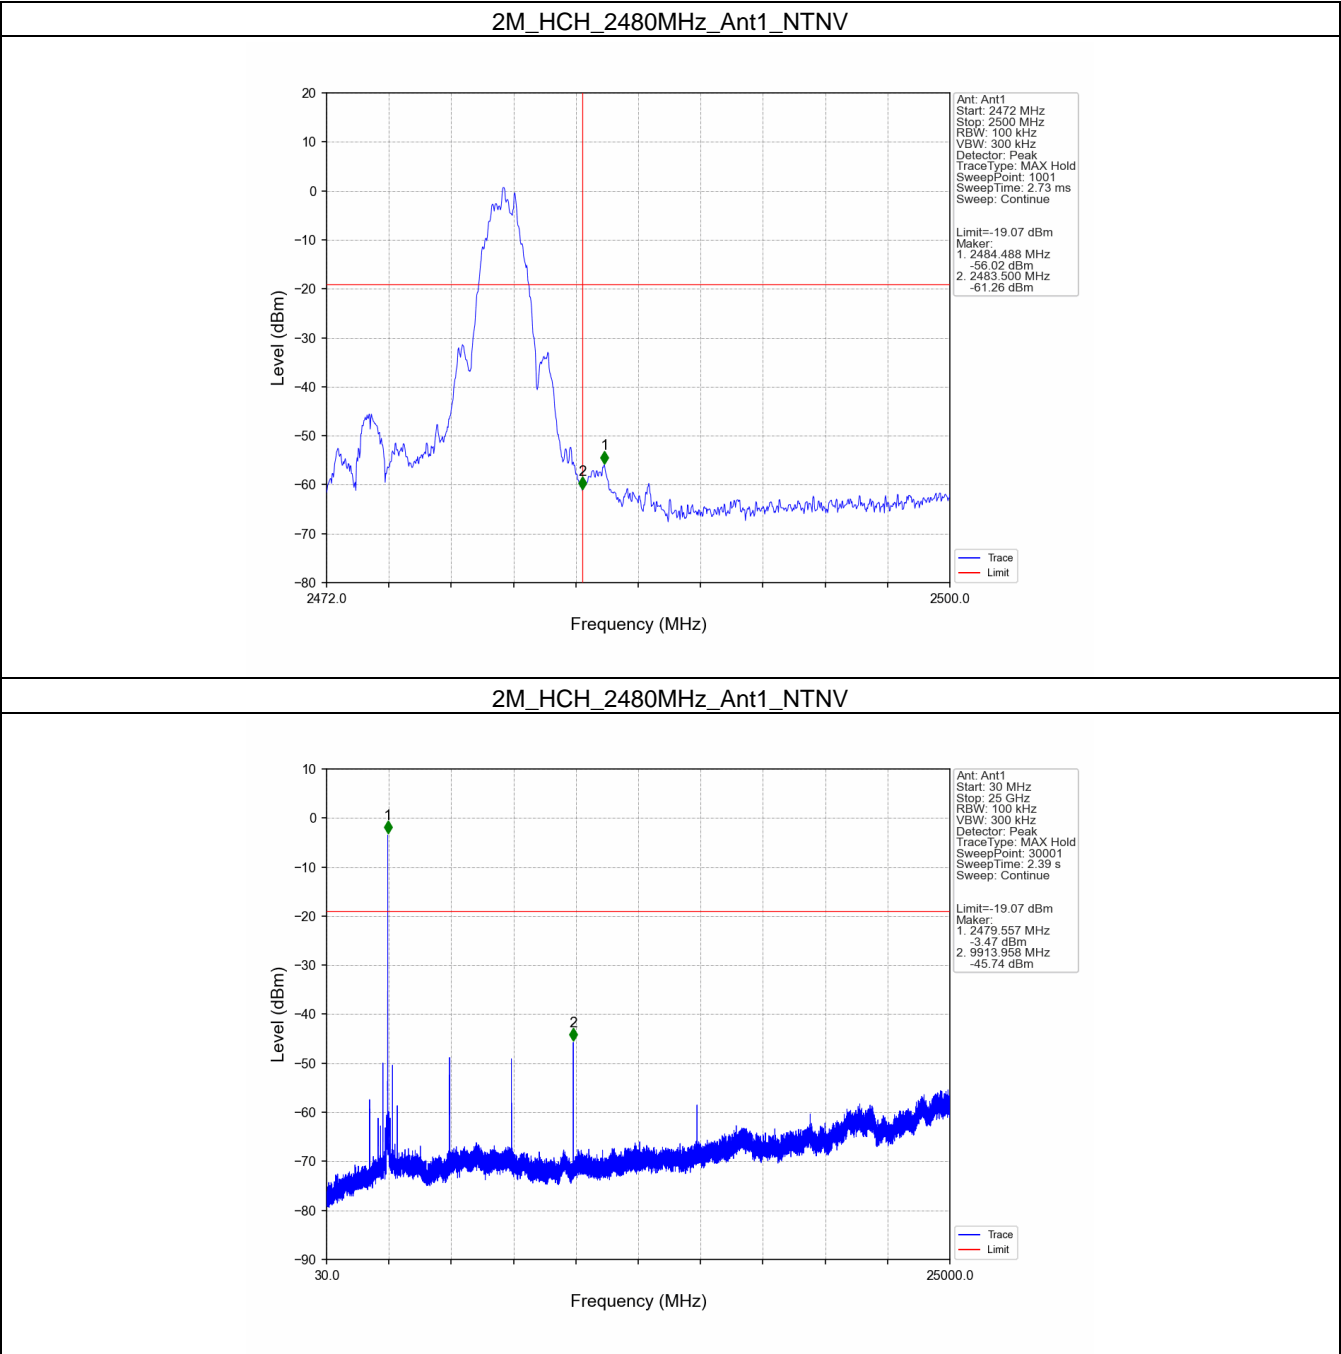 2M_HCH_2480MHz_Ant1_NTNV
20
10
0
−10
−20
−30
−40
−50
−60
−70
−80
Level (dBm)
1
2
2472.0
2500.0
Frequency (MHz)
Ant: Ant1
Start: 2472 MHz
Stop: 2500 MHz
RBW: 100 kHz
VBW: 300 kHz
Detector: Peak
TraceType: MAX Hold
SweepPoint: 1001
SweepTime: 2.73 ms
Sweep: Continue
Limit=-19.07 dBm
Maker:
1. 2484.488 MHz
-56.02 dBm
2. 2483.500 MHz
-61.26 dBm
Trace
Limit
2M_HCH_2480MHz_Ant1_NTNV
10
0
−10
−20
−30
−40
−50
−60
−70
−80
−90
Level (dBm)
1
2
30.0
25000.0
Frequency (MHz)
Ant: Ant1
Start: 30 MHz
Stop: 25 GHz
RBW: 100 kHz
VBW: 300 kHz
Detector: Peak
TraceType: MAX Hold
SweepPoint: 30001
SweepTime: 2.39 s
Sweep: Continue
Limit=-19.07 dBm
Maker:
1. 2479.557 MHz
-3.47 dBm
2. 9913.958 MHz
-45.74 dBm
Trace
Limit